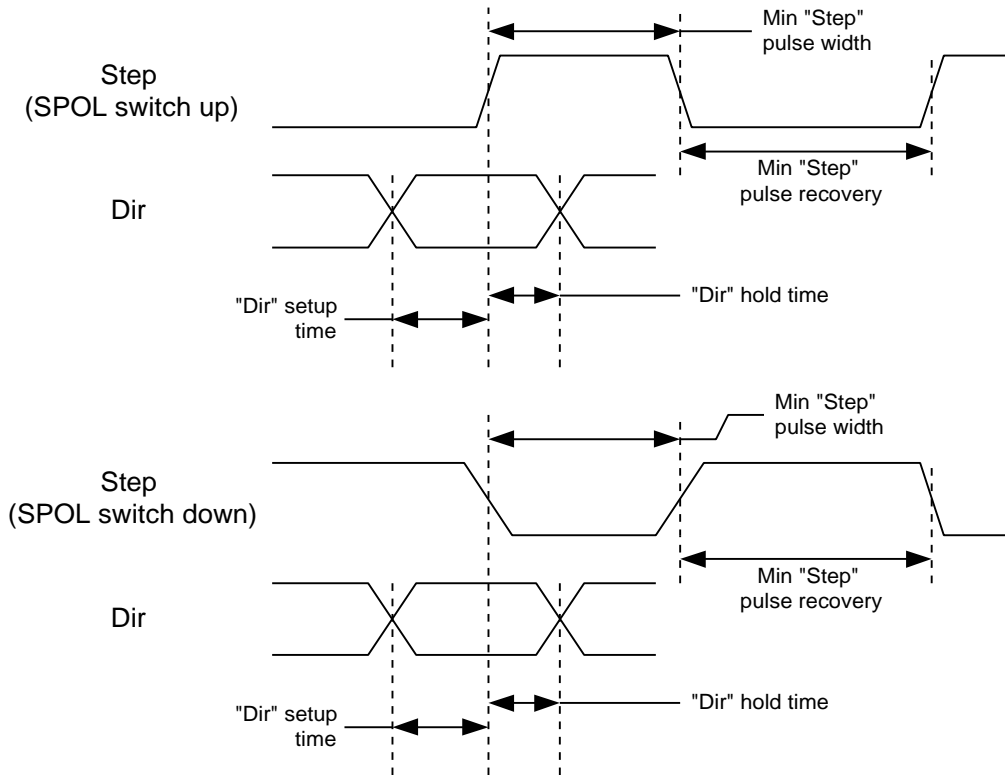 Min "Step"
pulse width
Step
(SPOL switch up)
Min "Step"
pulse recovery
Dir
"Dir" setup
time
"Dir" hold time
Min "Step"
pulse width
Step
(SPOL switch down)
Min "Step"
pulse recovery
Dir
"Dir" setup
time
"Dir" hold time